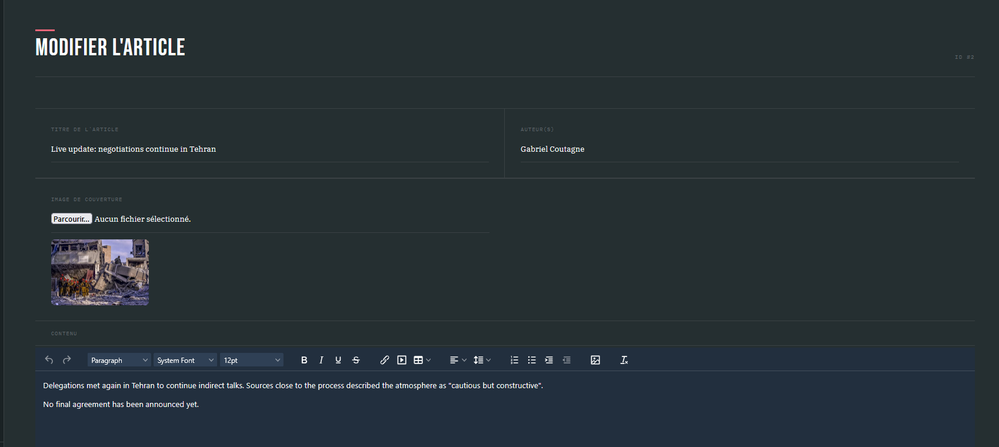 MODIFIER L'ARTICLE
ID #2
TITRE DE L'ARTICLE
Live update: negotiations continue in Tehran
AUTEUR(S)
Gabriel Coutagne
IMAGE DE COUVERTURE
Parcourir... Aucun fichier sélectionné.
CONTENU
Paragraph System Font 12pt
Delegations met again in Tehran to continue indirect talks. Sources close to the process described the atmosphere as "cautious but constructive".
No final agreement has been announced yet.